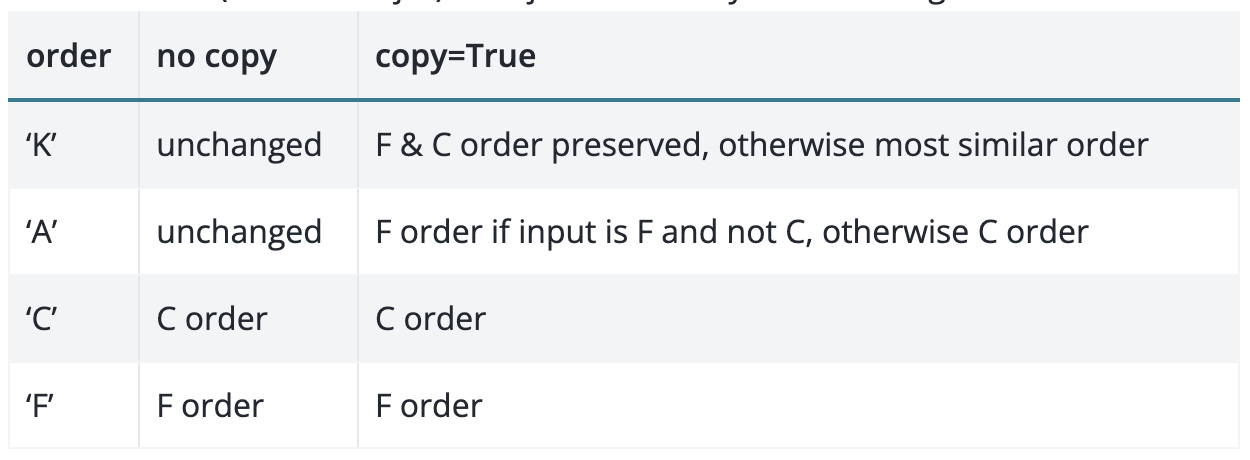 order no copy copy=True
‘K’ unchanged F & C order preserved, otherwise most similar order
‘A’ unchanged F order if input is F and not C, otherwise C order
‘C’ C order C order
‘F’ F order F order